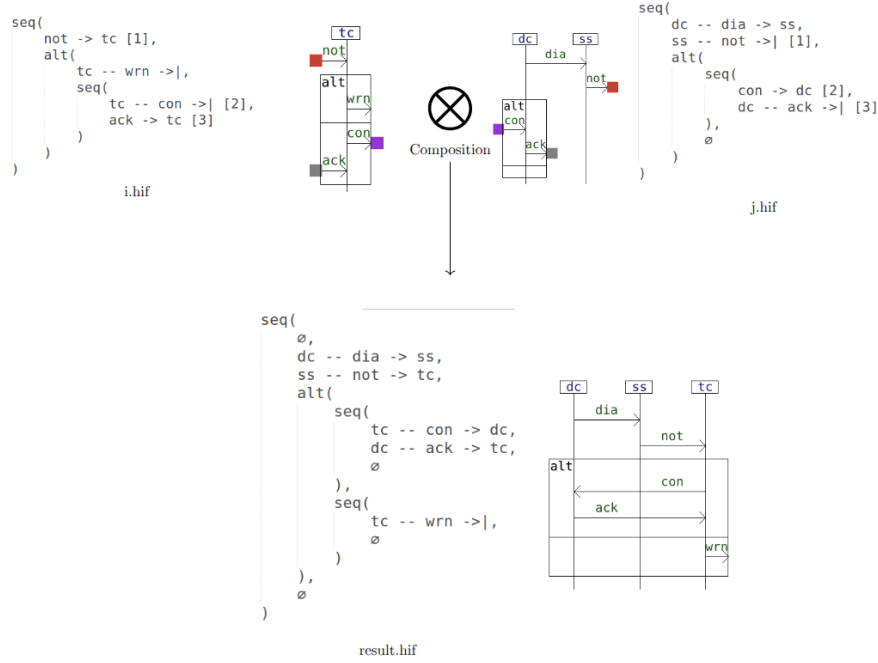 seq(
not -> tc [1],
alt(
tc -- wrn ->|,
seq(
tc -- con ->| [2],
ack -> tc [3]
)
)
)
i.hif
tc
not
alt
wrn
con
ack
Composition
dc
ss
dia
not
alt
con
ack
seq(
dc -- dia -> ss,
ss -- not ->| [1],
alt(
seq(
con -> dc [2],
dc -- ack ->| [3]
),
∅
)
)
j.hif
seq(
∅,
dc -- dia -> ss,
ss -- not -> tc,
alt(
seq(
tc -- con -> dc,
dc -- ack -> tc,
∅
),
seq(
tc -- wrn ->|,
∅
)
),
∅
)
result.hif
dc
ss
tc
dia
not
alt
con
ack
wrn